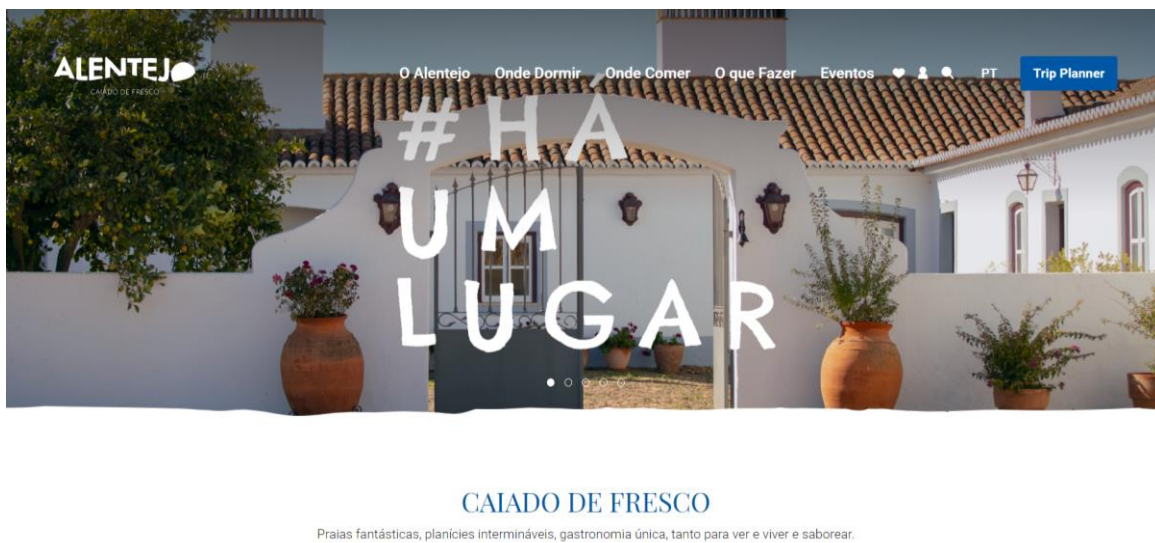 ALENTEJO
CAIADO DE FRESCO
O Alentejo Onde Dormir Onde Comer O que Fazer Eventos PT Trip Planner
#HÁ
UM
LUGAR
CAIADO DE FRESCO
Praias fantásticas, planícies intermináveis, gastronomia única, tanto para ver e viver e saborear.